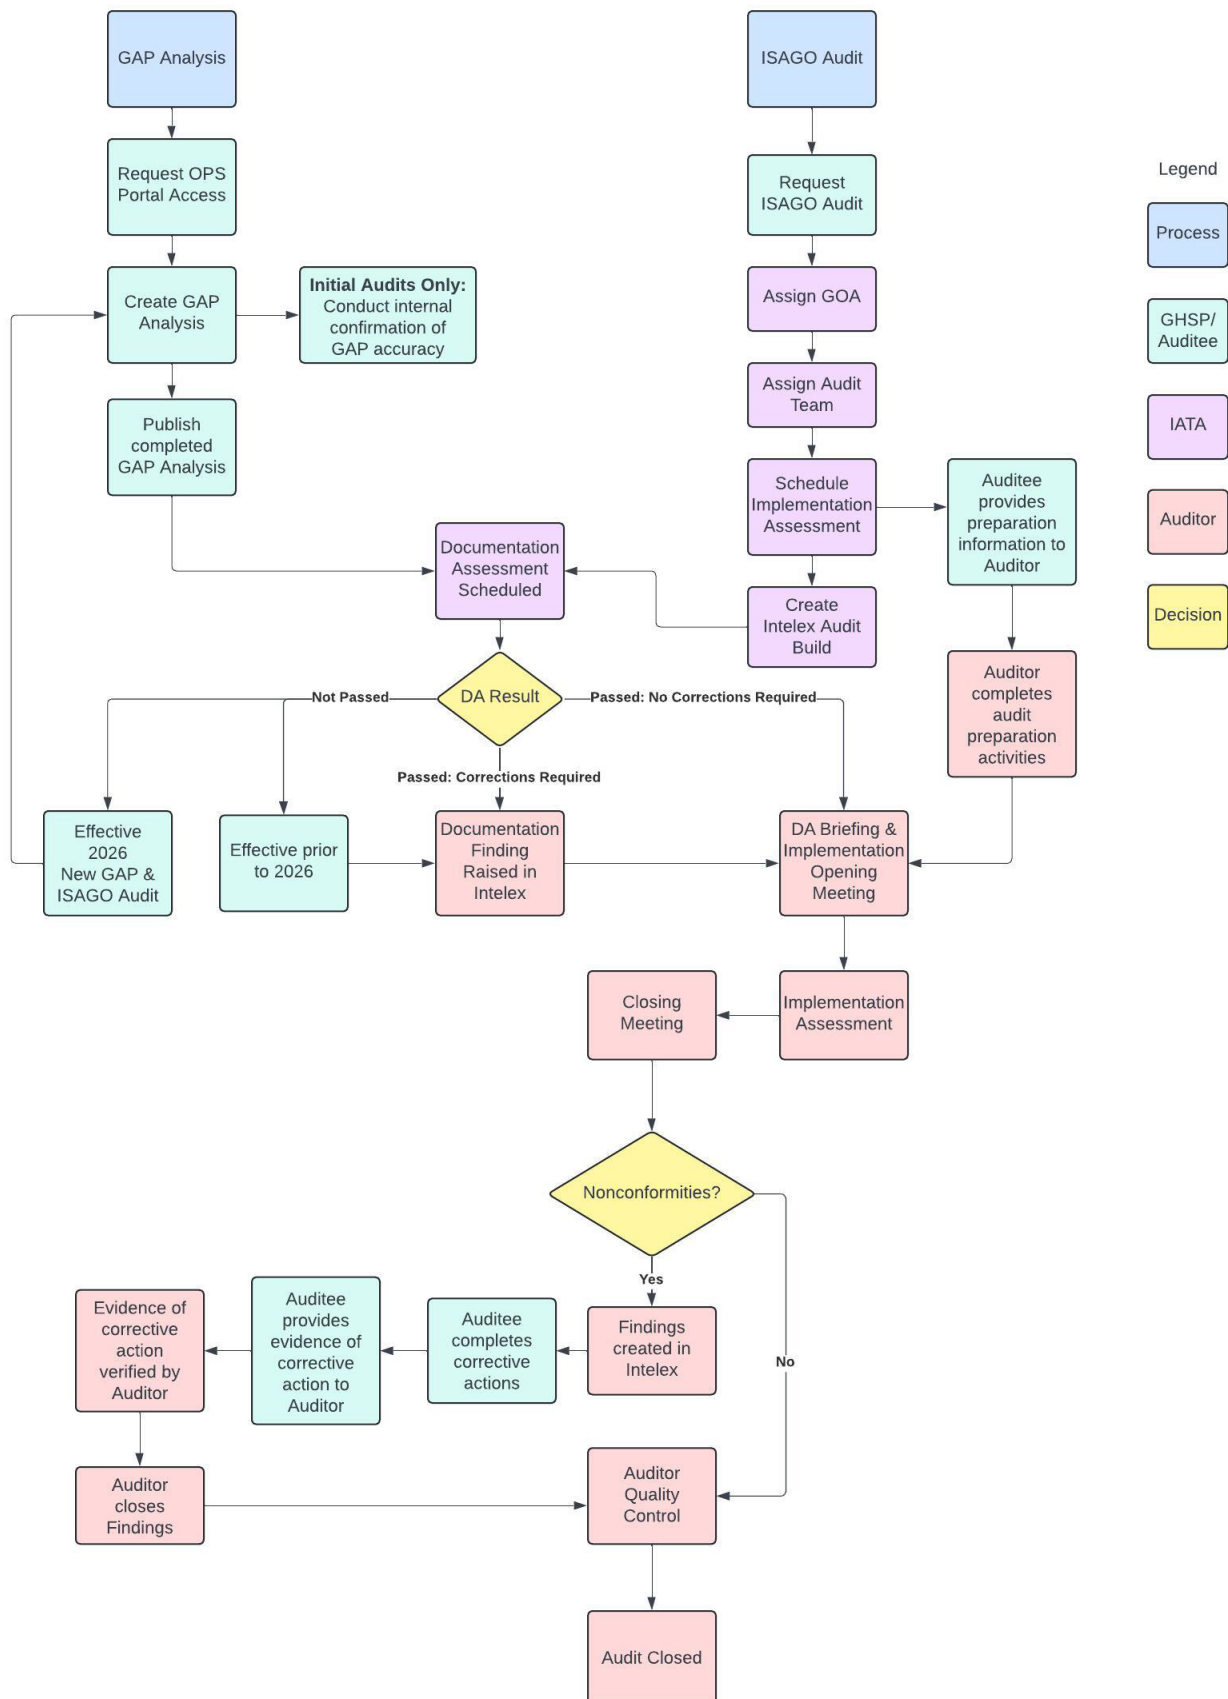 GAP Analysis
Request OPS
Portal Access
Create GAP
Analysis
Initial Audits Only:
Conduct internal
confirmation of
GAP accuracy
Publish
completed
GAP Analysis
ISAGO Audit
Request
ISAGO Audit
Assign GOA
Assign Audit
Team
Schedule
Implementation
Assessment
Create
Intelex Audit
Build
Auditee
provides
preparation
information to
Auditor
Auditor
completes
audit
preparation
activities
Legend
Process
GHSP/
Auditee
IATA
Auditor
Decision
Documentation
Assessment
Scheduled
DA Result
Not Passed
Passed: No Corrections Required
Passed: Corrections Required
Effective
2026
New GAP &
ISAGO Audit
Effective prior
to 2026
Documentation
Finding
Raised in
Intelex
DA Briefing &
Implementation
Opening
Meeting
Implementation
Assessment
Closing
Meeting
Nonconformities?
Yes
No
Findings
created in
Intelex
Auditee
completes
corrective
actions
Auditee
provides
evidence of
corrective
action to
Auditor
Evidence of
corrective
action
verified by
Auditor
Auditor
closes
Findings
Auditor
Quality
Control
Audit Closed